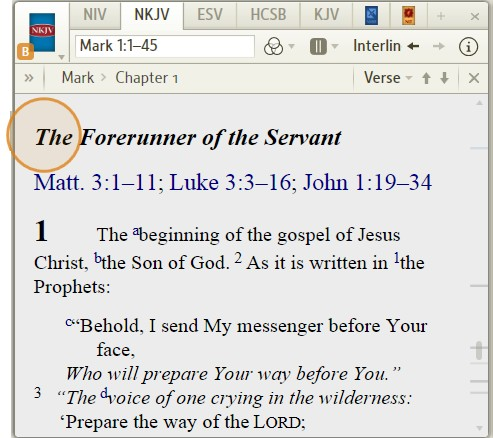 NIV NKJV ESV HCSB KJV + ×
NKJV
B
Mark 1:1–45 Interlin ← → i
» Mark > Chapter 1 Verse ×
The Forerunner of the Servant
Matt. 3:1–11; Luke 3:3–16; John 1:19–34
1 The abeginning of the gospel of Jesus
Christ, bthe Son of God. 2 As it is written in 1the
Prophets:
c“Behold, I send My messenger before Your
face,
Who will prepare Your way before You.”
3 “The dvoice of one crying in the wilderness:
‘Prepare the way of the LORD;